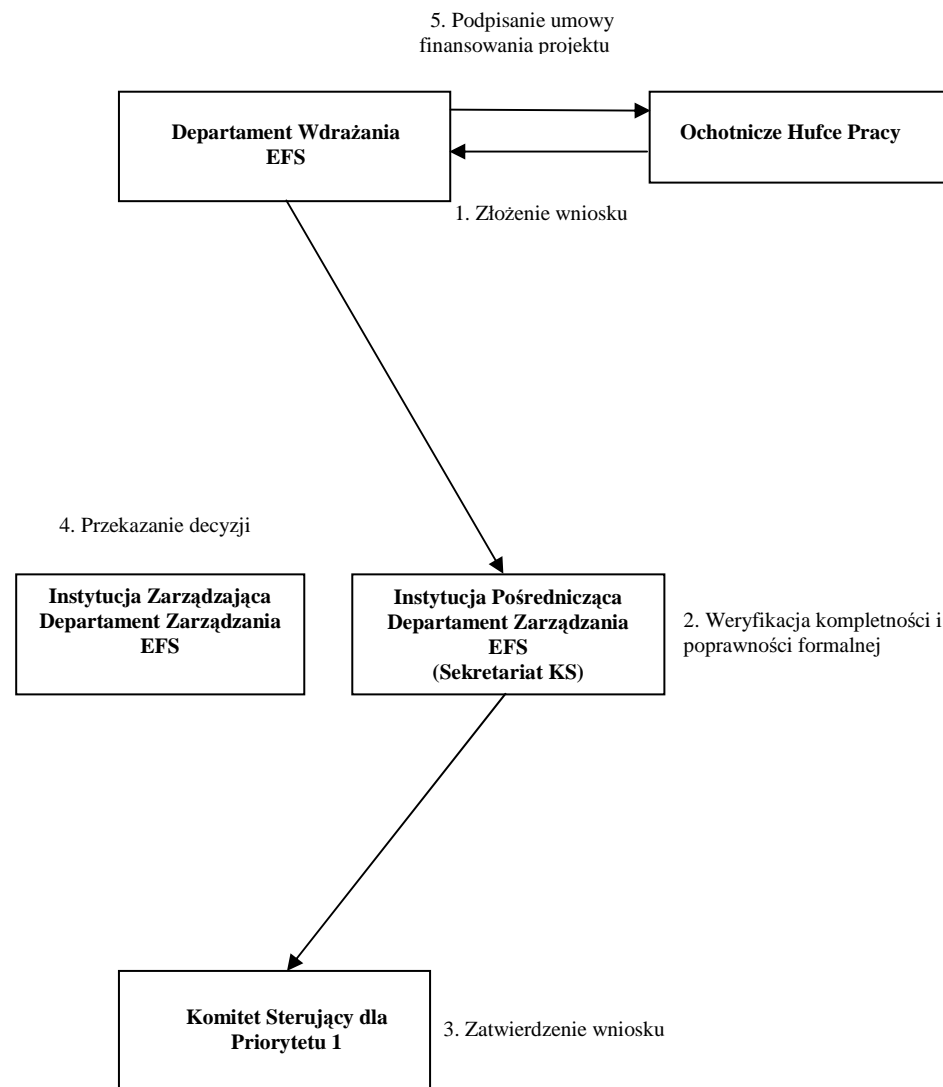 5. Podpisanie umowy
finansowania projektu
Departament Wdrażania
EFS
Ochotnicze Hufce Pracy
1. Złożenie wniosku
4. Przekazanie decyzji
Instytucja Zarządzająca
Departament Zarządzania
EFS
Instytucja Pośrednicząca
Departament Zarządzania
EFS
(Sekretariat KS)
2. Weryfikacja kompletności i
poprawności formalnej
Komitet Sterujący dla
Priorytetu 1
3. Zatwierdzenie wniosku